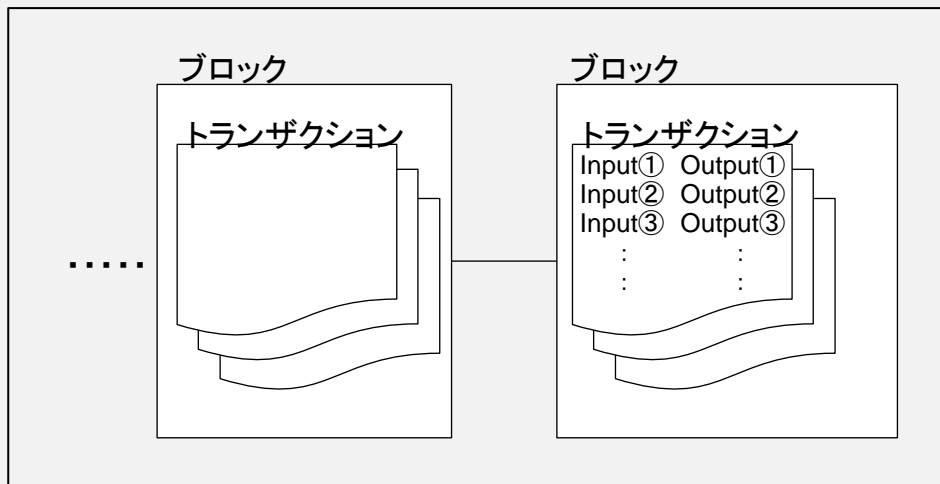 ブロック
トランザクション
.....
ブロック
トランザクション
Input① Output①
Input② Output②
Input③ Output③
: :
: :